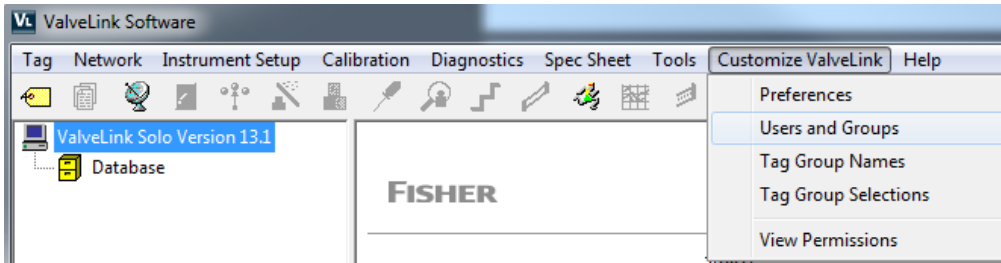 VL ValveLink Software
Tag Network Instrument Setup Calibration Diagnostics Spec Sheet Tools Customize ValveLink Help
Preferences
Users and Groups
Tag Group Names
Tag Group Selections
View Permissions
ValveLink Solo Version 13.1
Database
FISHER